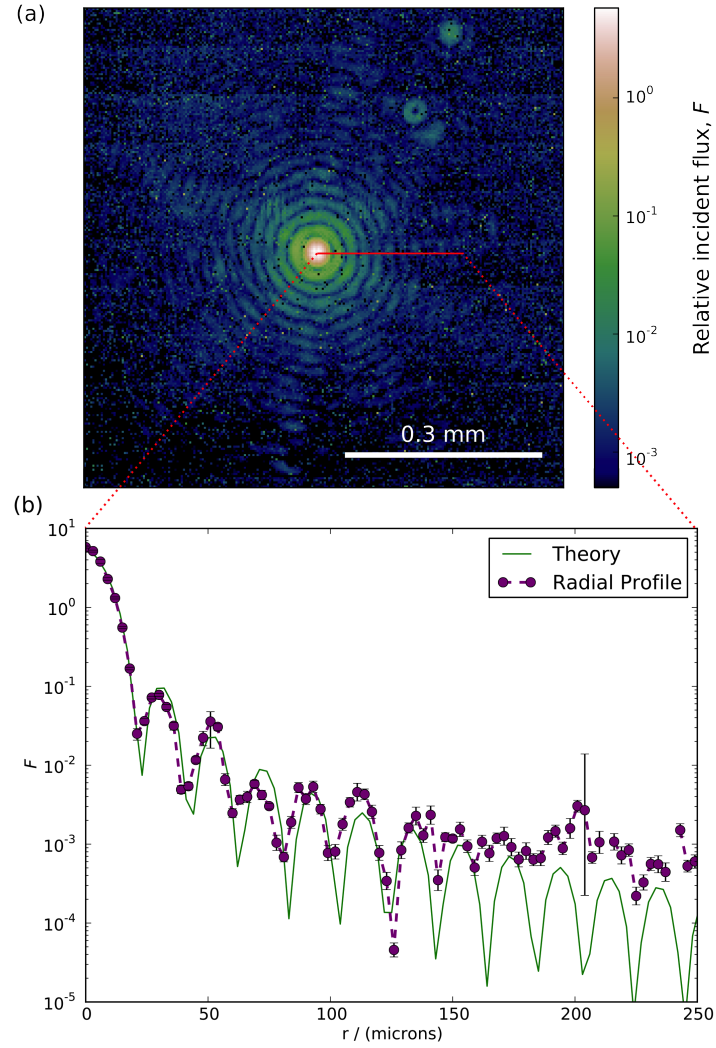 (a)
0.3 mm
10^0
10^-1
10^-2
10^-3
Relative incident flux, F
(b)
10^1
10^0
10^-1
10^-2
10^-3
10^-4
10^-5
F
Theory
Radial Profile
0 50 100 150 200 250
r / (microns)